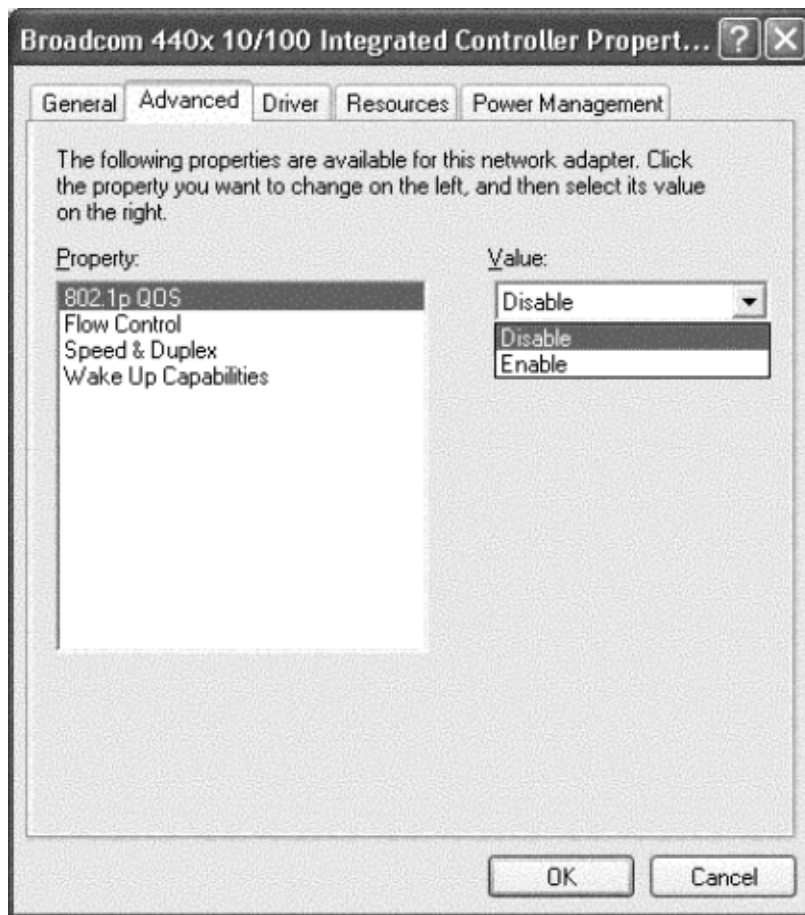 Broadcom 440x 10/100 Integrated Controller Propert...
General Advanced Driver Resources Power Management
The following properties are available for this network adapter. Click
the property you want to change on the left, and then select its value
on the right.
Property: Value:
802.1p QOS
Flow Control
Speed & Duplex
Wake Up Capabilities
Disable
Disable
Enable
OK Cancel